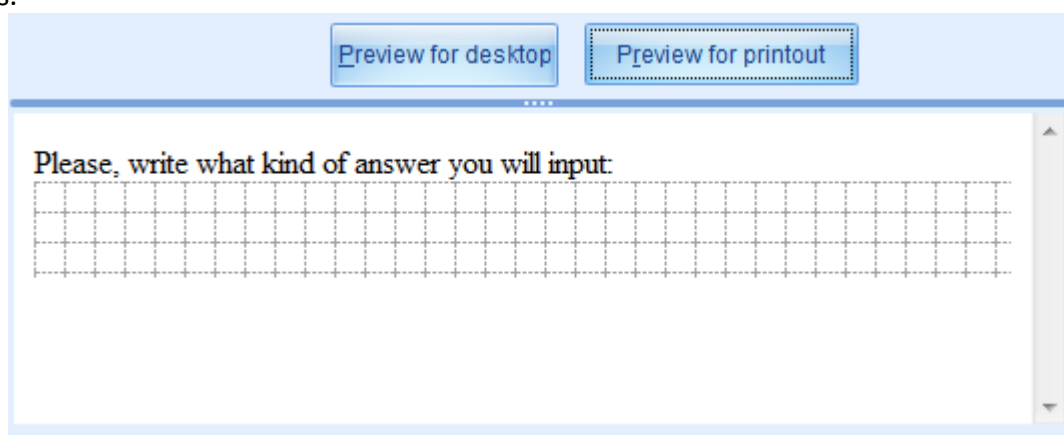 s.
Preview for desktop
Preview for printout
Please, write what kind of answer you will input: